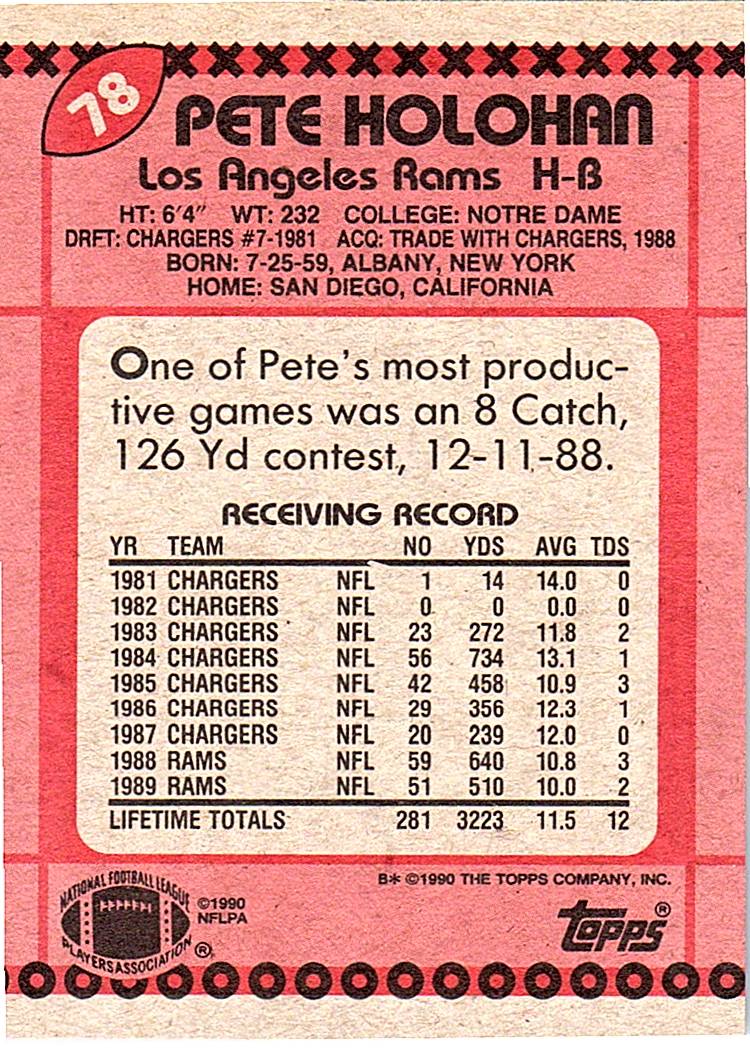 78
PETE HOLOHAN
Los Angeles Rams H-B
HT: 6'4" WT: 232 COLLEGE: NOTRE DAME
DRFT: CHARGERS #7-1981 ACQ: TRADE WITH CHARGERS, 1988
BORN: 7-25-59, ALBANY, NEW YORK
HOME: SAN DIEGO, CALIFORNIA
One of Pete's most produc-
tive games was an 8 Catch,
126 Yd contest, 12-11-88.
RECEIVING RECORD
YR TEAM NO YDS AVG TDS
1981 CHARGERS NFL 1 14 14.0 0
1982 CHARGERS NFL 0 0 0.0 0
1983 CHARGERS NFL 23 272 11.8 2
1984 CHARGERS NFL 56 734 13.1 1
1985 CHARGERS NFL 42 458 10.9 3
1986 CHARGERS NFL 29 356 12.3 1
1987 CHARGERS NFL 20 239 12.0 0
1988 RAMS NFL 59 640 10.8 3
1989 RAMS NFL 51 510 10.0 2
LIFETIME TOTALS 281 3223 11.5 12
B* ©1990 THE TOPPS COMPANY, INC.
NATIONAL FOOTBALL LEAGUE
PLAYERS ASSOCIATION ®
©1990
NFLPA
Topps ®